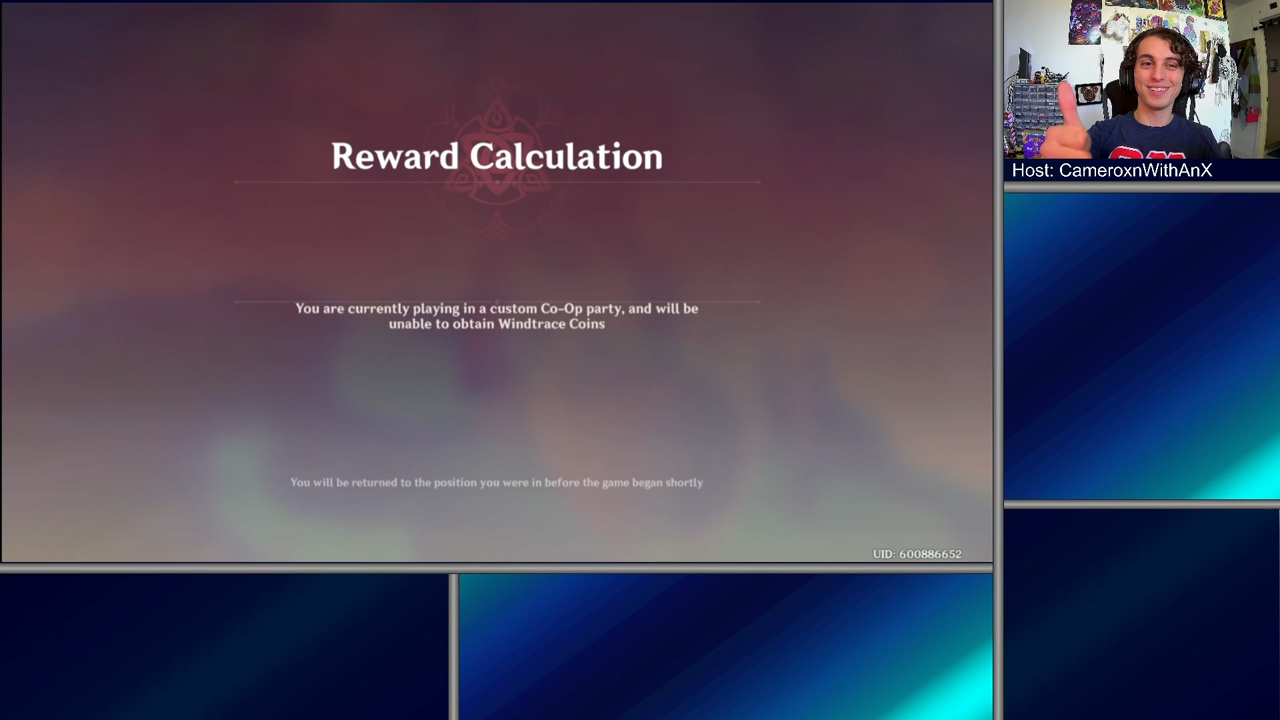 Reward Calculation
You are currently playing in a custom Co-Op party, and will be
unable to obtain Windtrace Coins
You will be returned to the position you were in before the game began shortly
UID: 600886652
Host: CameroxnWithAnX